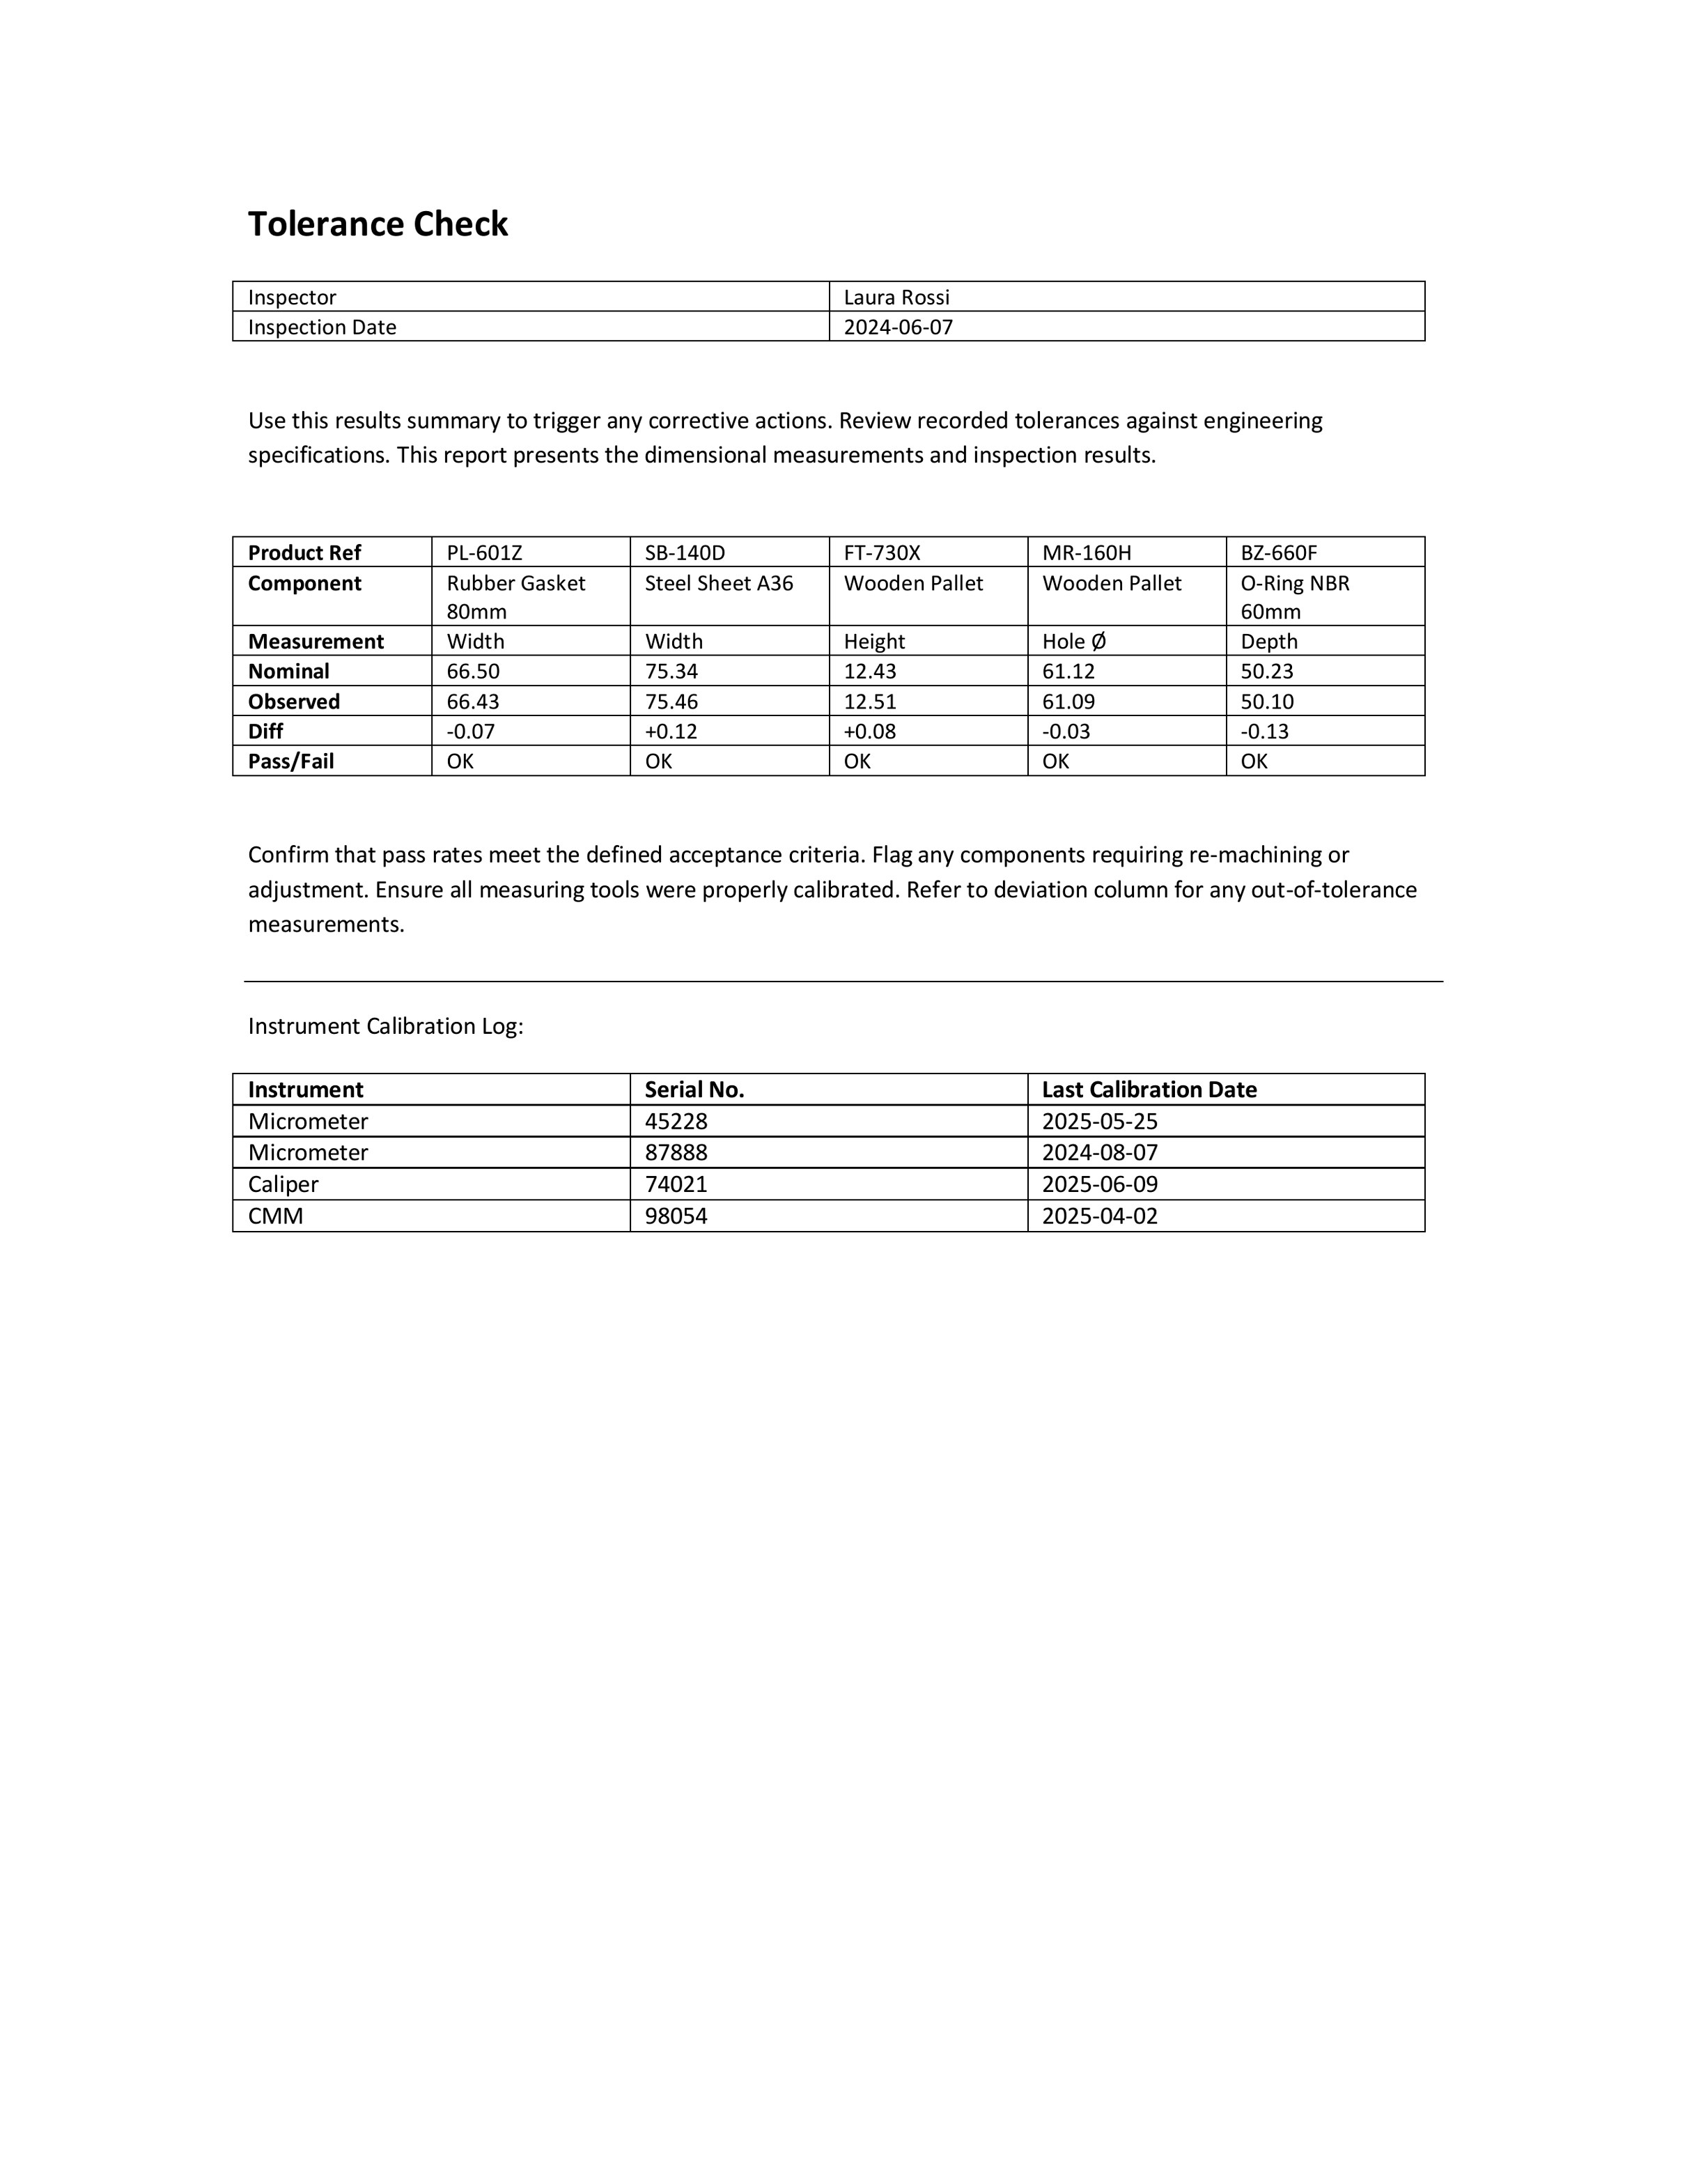 Tolerance Check
Inspector Laura Rossi
Inspection Date 2024-06-07
Use this results summary to trigger any corrective actions. Review recorded tolerances against engineering
specifications. This report presents the dimensional measurements and inspection results.
Product Ref PL-601Z SB-140D FT-730X MR-160H BZ-660F
Component Rubber Gasket Steel Sheet A36 Wooden Pallet Wooden Pallet O-Ring NBR
80mm 60mm
Measurement Width Width Height Hole Ø Depth
Nominal 66.50 75.34 12.43 61.12 50.23
Observed 66.43 75.46 12.51 61.09 50.10
Diff -0.07 +0.12 +0.08 -0.03 -0.13
Pass/Fail OK OK OK OK OK
Confirm that pass rates meet the defined acceptance criteria. Flag any components requiring re-machining or
adjustment. Ensure all measuring tools were properly calibrated. Refer to deviation column for any out-of-tolerance
measurements.
Instrument Calibration Log:
Instrument Serial No. Last Calibration Date
Micrometer 45228 2025-05-25
Micrometer 87888 2024-08-07
Caliper 74021 2025-06-09
CMM 98054 2025-04-02